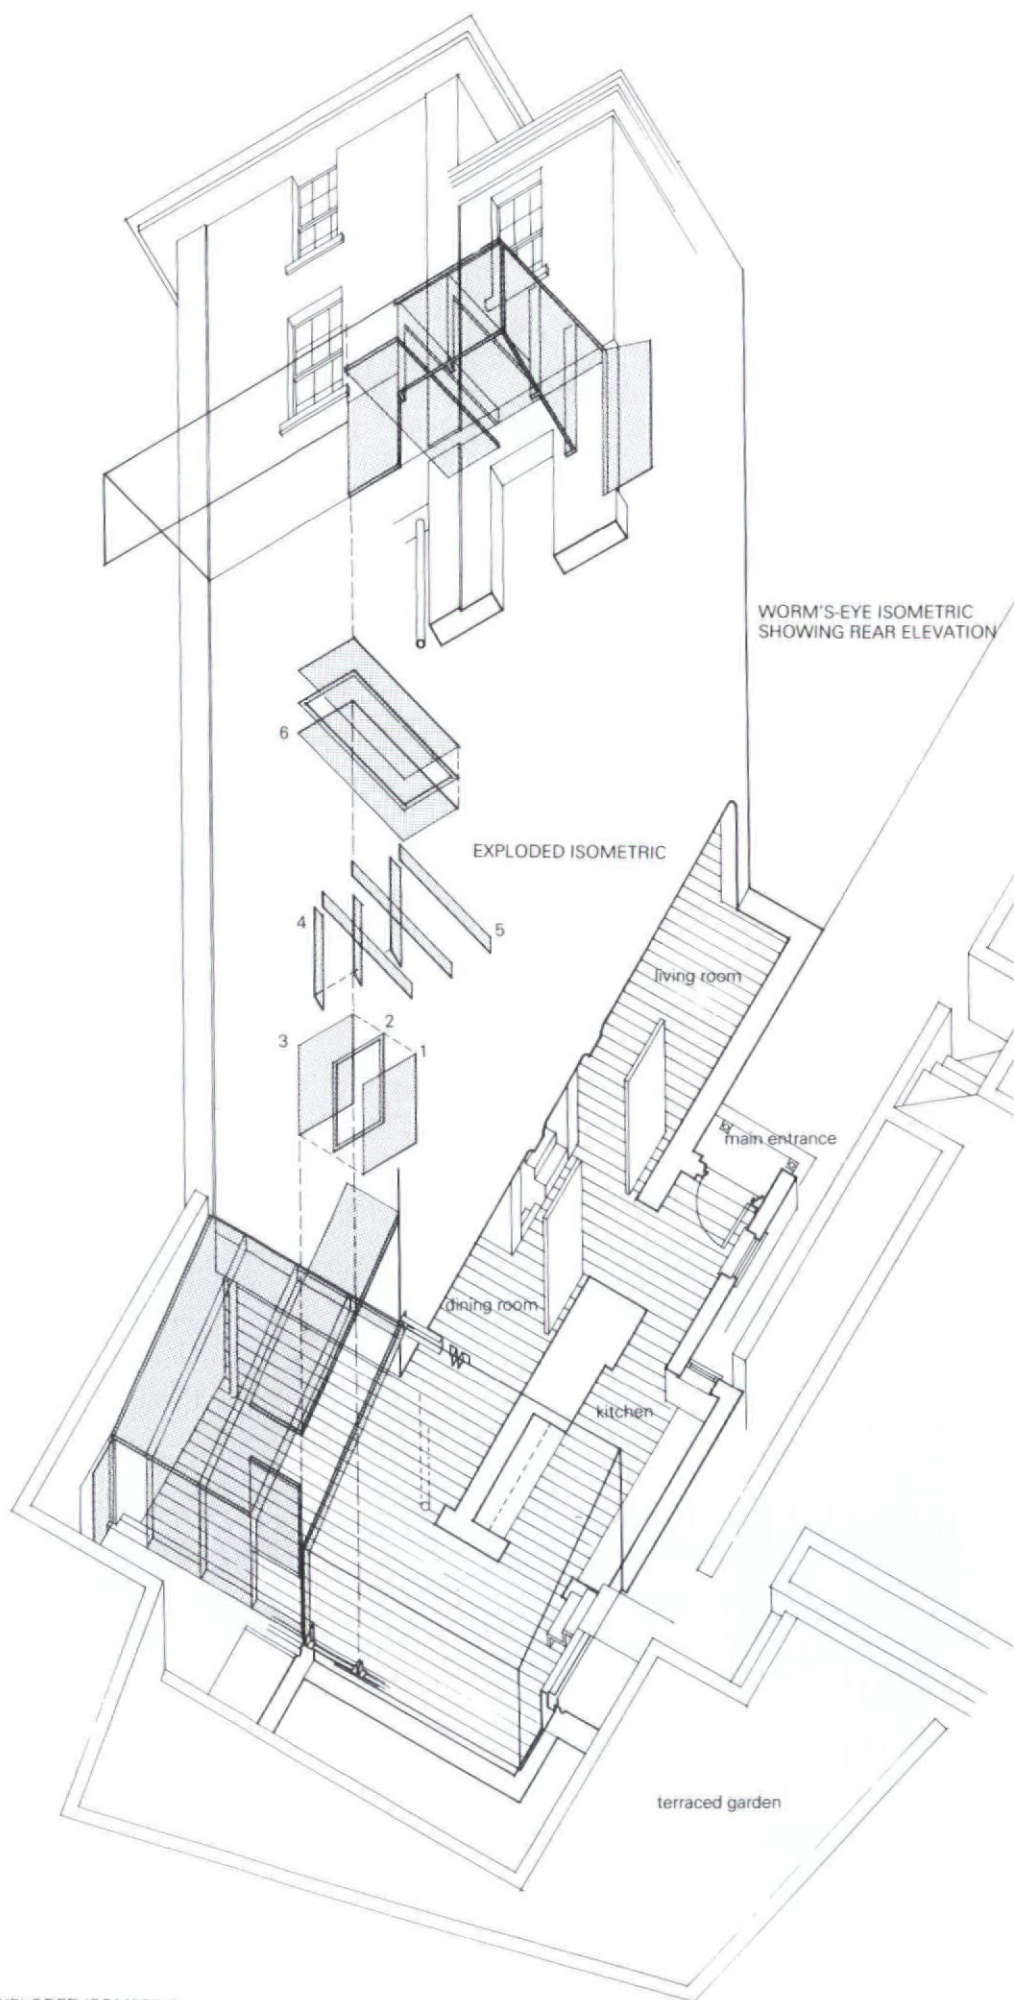 WORM'S-EYE ISOMETRIC
SHOWING REAR ELEVATION
6
EXPLODED ISOMETRIC
4
5
living room
3
2
1
main entrance
dining room
kitchen
terraced garden